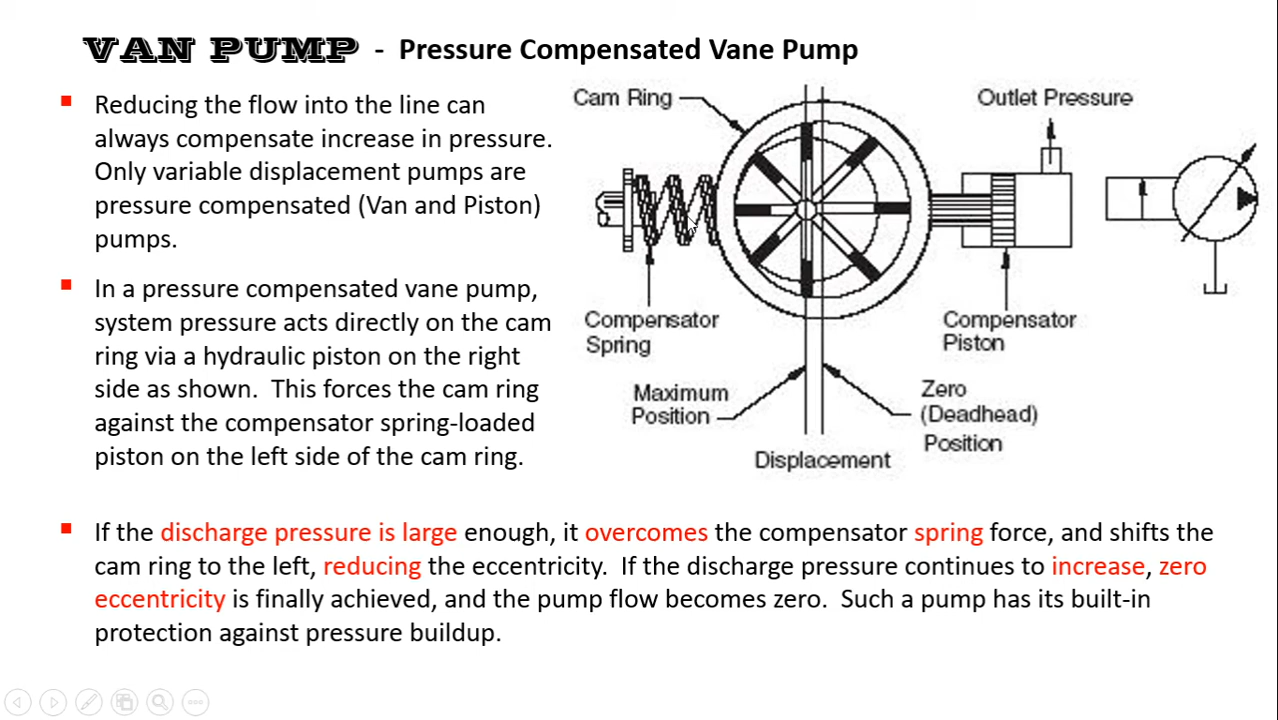 VAN PUMP - Pressure Compensated Vane Pump
Reducing the flow into the line can
always compensate increase in pressure.
Only variable displacement pumps are
pressure compensated (Van and Piston)
pumps.
In a pressure compensated vane pump,
system pressure acts directly on the cam
ring via a hydraulic piston on the right
side as shown. This forces the cam ring
against the compensator spring-loaded
piston on the left side of the cam ring.
Cam Ring
Outlet Pressure
Compensator
Spring
Compensator
Piston
Maximum
Position
Zero
(Deadhead)
Position
Displacement
If the discharge pressure is large enough, it overcomes the compensator spring force, and shifts the
cam ring to the left, reducing the eccentricity. If the discharge pressure continues to increase, zero
eccentricity is finally achieved, and the pump flow becomes zero. Such a pump has its built-in
protection against pressure buildup.